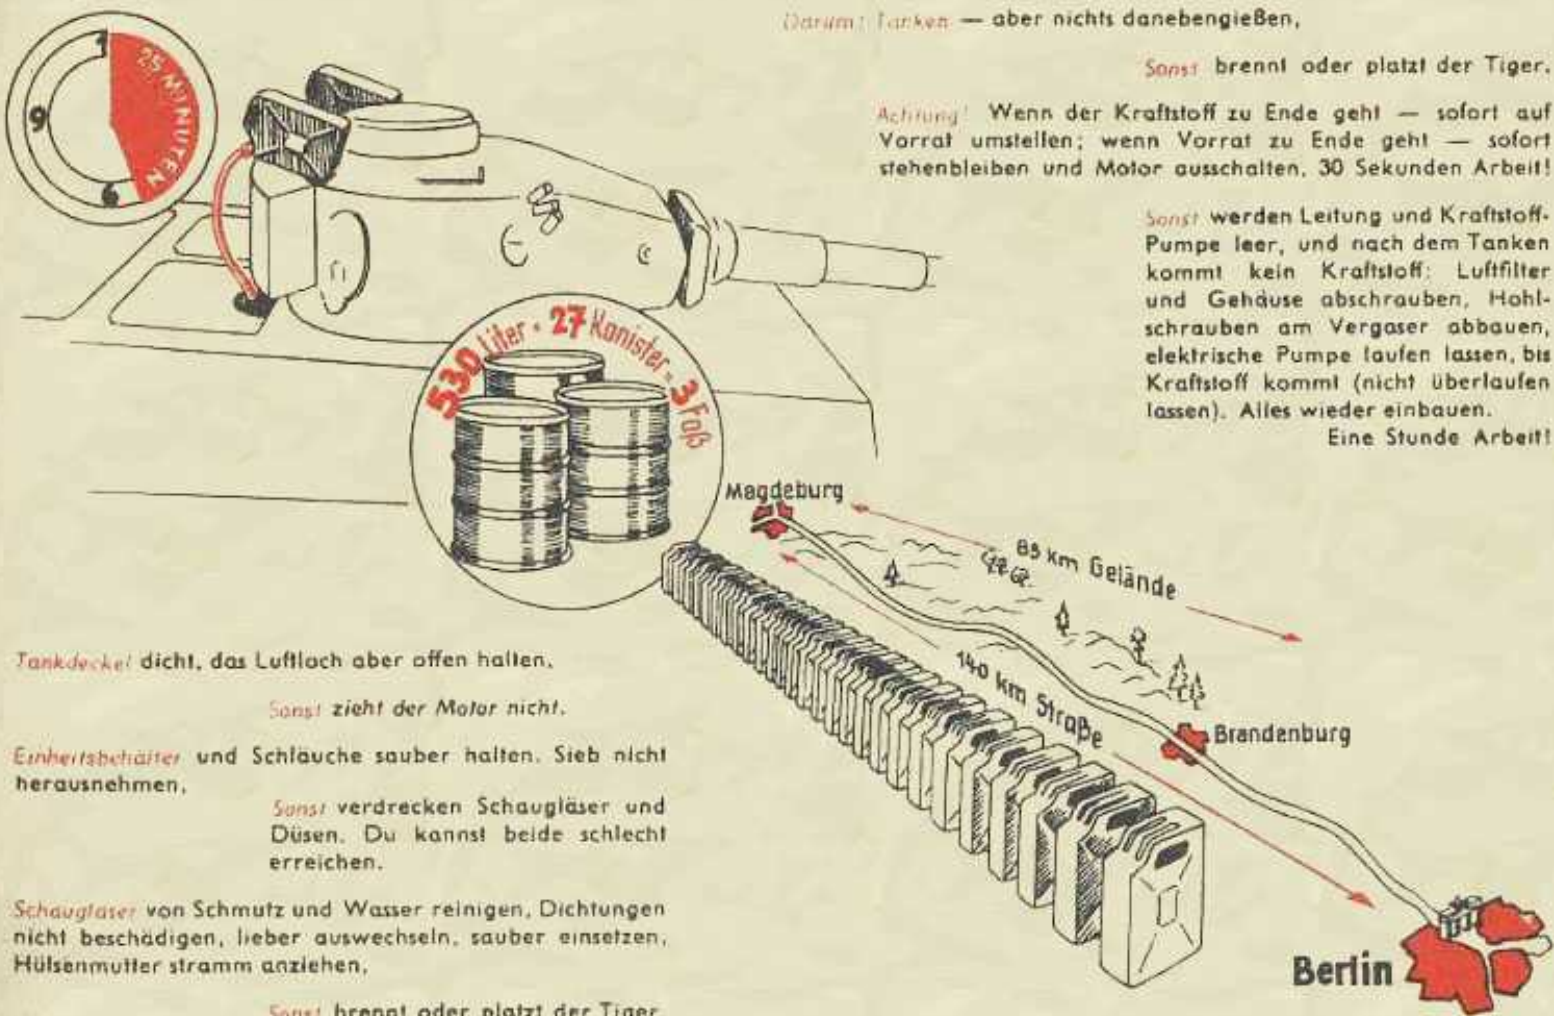 Darum: Tanken — aber nichts danebengießen,
Sonst brennt oder platzt der Tiger.
Achtung! Wenn der Kraftstoff zu Ende geht — sofort auf
Vorrat umstellen; wenn Vorrat zu Ende geht — sofort
stehenbleiben und Motor ausschalten. 30 Sekunden Arbeit!
Sonst werden Leitung und Kraftstoff-
Pumpe leer, und nach dem Tanken
kommt kein Kraftstoff: Luftfilter
und Gehäuse abschrauben, Hohl-
schrauben am Vergaser abbauen,
elektrische Pumpe laufen lassen, bis
Kraftstoff kommt (nicht überlaufen
lassen). Alles wieder einbauen.
Eine Stunde Arbeit!
25 MINUTEN
9
6
530 Liter = 27 Kanister = 3 Faß
Magdeburg
85 km Gelände
140 km Straße
Brandenburg
Berlin
Tankdeckel dicht, das Luftloch aber offen halten,
Sonst zieht der Motor nicht.
Einheitsbehälter und Schläuche sauber halten. Sieb nicht
herausnehmen,
Sonst verdrecken Schaugläser und
Düsen. Du kannst beide schlecht
erreichen.
Schaugläser von Schmutz und Wasser reinigen, Dichtungen
nicht beschädigen, lieber auswechseln, sauber einsetzen,
Hülsenmutter stramm anziehen,
Sonst brennt oder platzt der Tiger